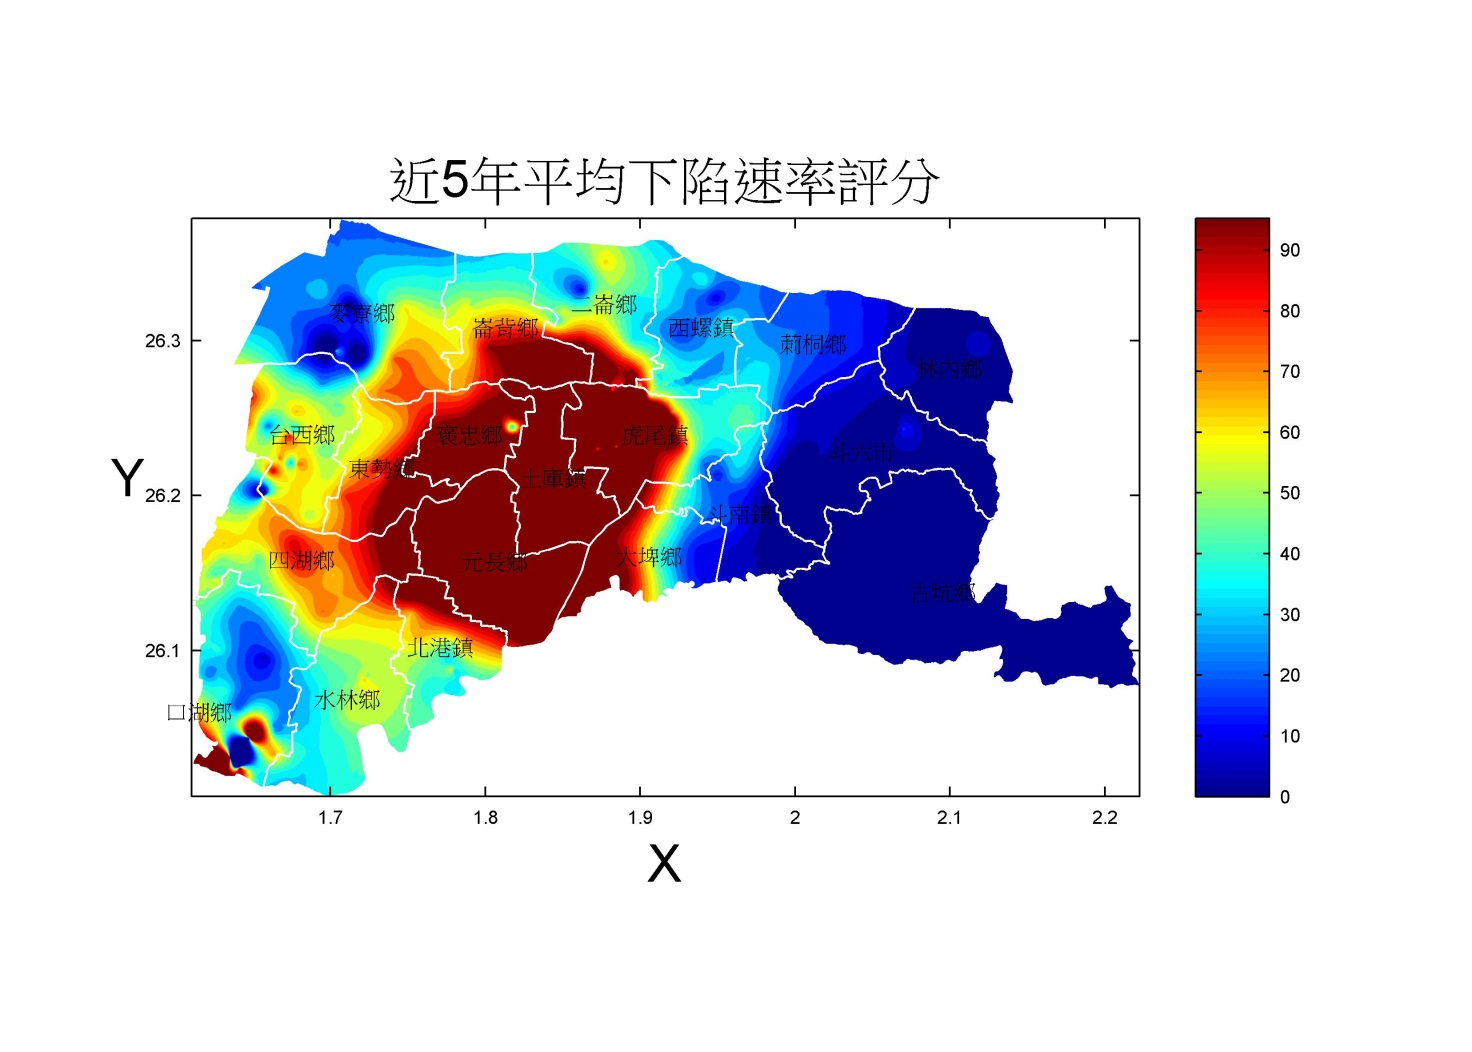 近5年平均下陷速率評分
90
80
70
60
50
40
30
20
10
0
26.3
26.2
26.1
Y
麥寮鄉
崙背鄉
二崙鄉
西螺鎮
莿桐鄉
林內鄉
台西鄉
東勢鄉
褒忠鄉
土庫鎮
虎尾鎮
斗六市
斗南鎮
四湖鄉
元長鄉
大埤鄉
古坑鄉
北港鎮
水林鄉
口湖鄉
1.7
1.8
1.9
2
2.1
2.2
X